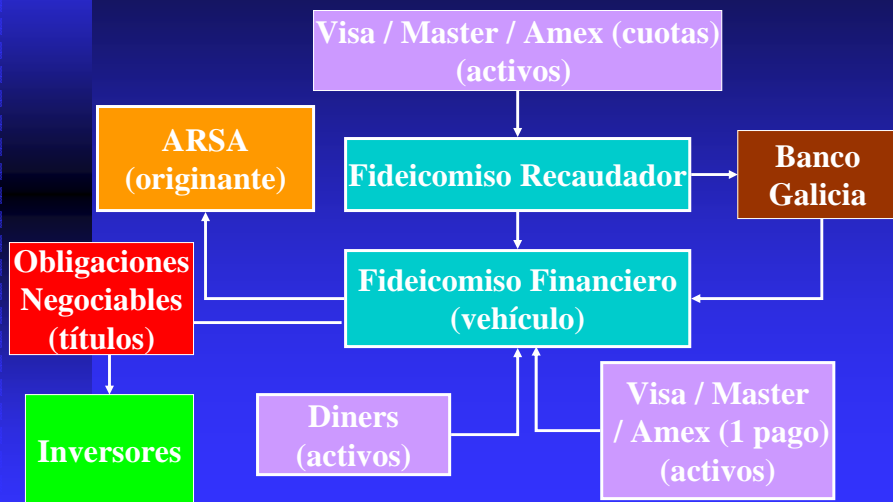 Visa / Master / Amex (cuotas)
(activos)
ARSA
(originante)
Fideicomiso Recaudador
Banco
Galicia
Obligaciones
Negociables
(títulos)
Fideicomiso Financiero
(vehículo)
Inversores
Diners
(activos)
Visa / Master
/ Amex (1 pago)
(activos)